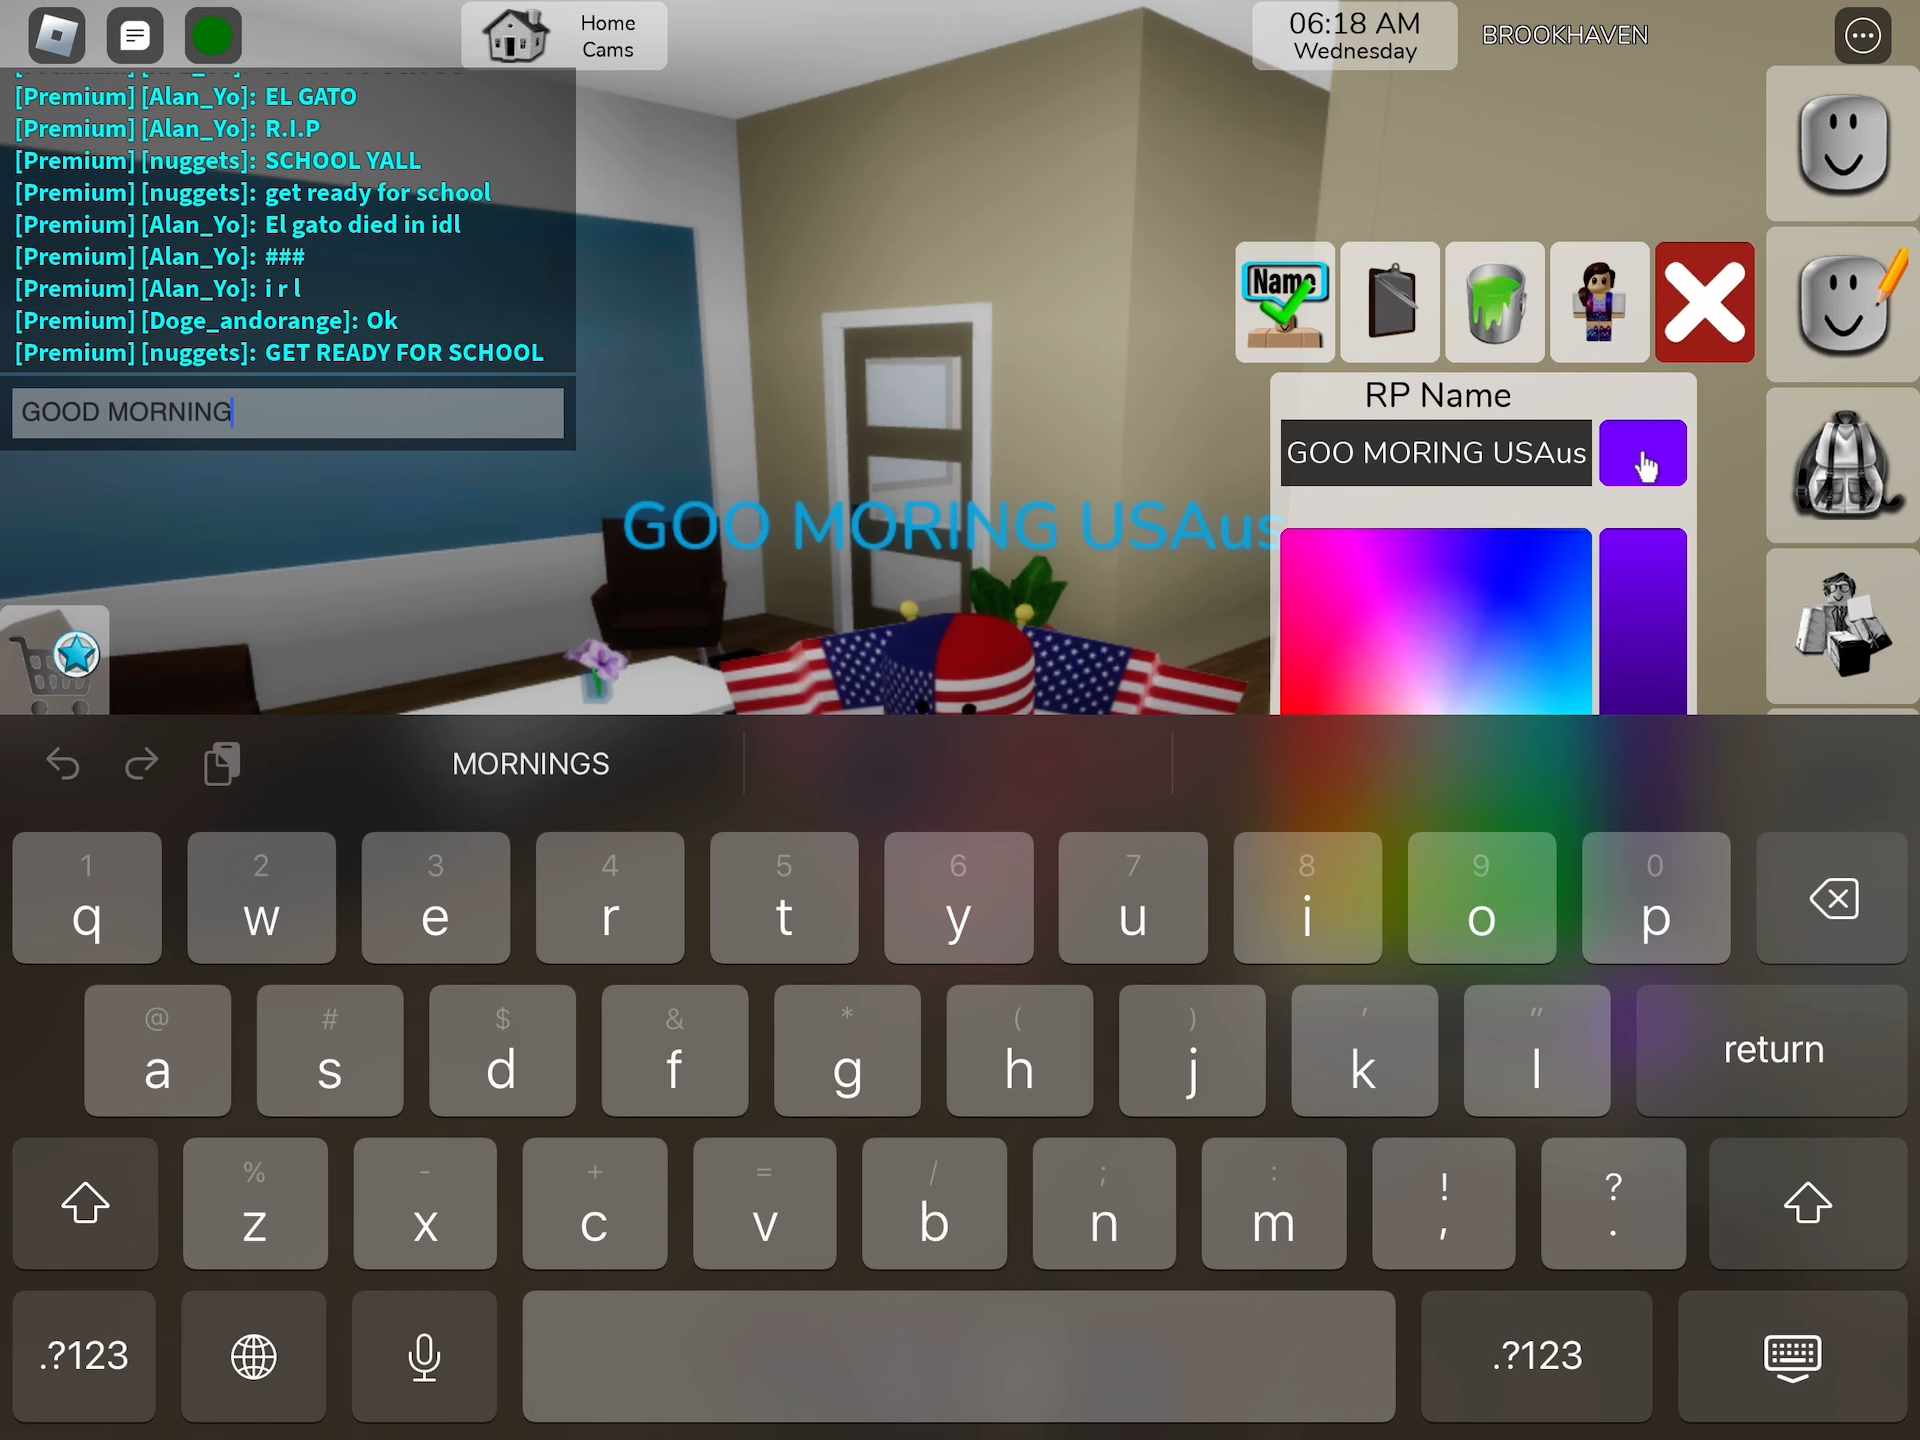 Home
Cams
06:18 AM
Wednesday
BROOKHAVEN
[Premium] [Alan_Yo]: EL GATO
[Premium] [Alan_Yo]: R.I.P
[Premium] [nuggets]: SCHOOL YALL
[Premium] [nuggets]: get ready for school
[Premium] [Alan_Yo]: El gato died in idl
[Premium] [Alan_Yo]: ###
[Premium] [Alan_Yo]: i r l
[Premium] [Doge_andorange]: Ok
[Premium] [nuggets]: GET READY FOR SCHOOL
GOOD MORNING
Name
RP Name
GOO MORING USAus
GOO MORING USAus
MORNINGS
1 2 3 4 5 6 7 8 9 0
q w e r t y u i o p
@ # $ & * ( ) ' "
a s d f g h j k l return
% - + = / ; : ! ?
z x c v b n m , .
.?123 .?123